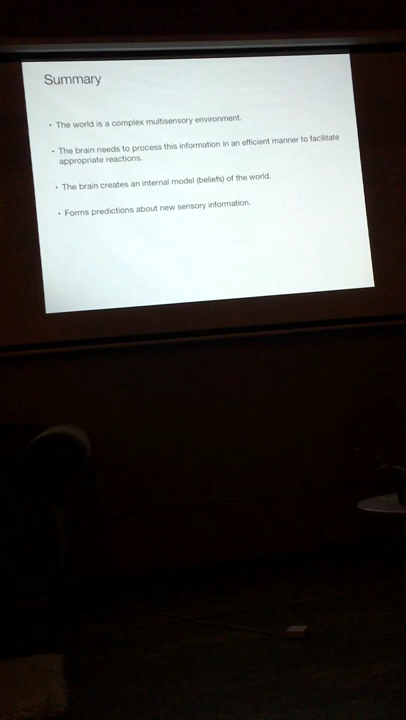 Summary
• The world is a complex multisensory environment.
• The brain needs to process this information in an efficient manner to facilitate
appropriate reactions.
• The brain creates an internal model (beliefs) of the world.
• Forms predictions about new sensory information.